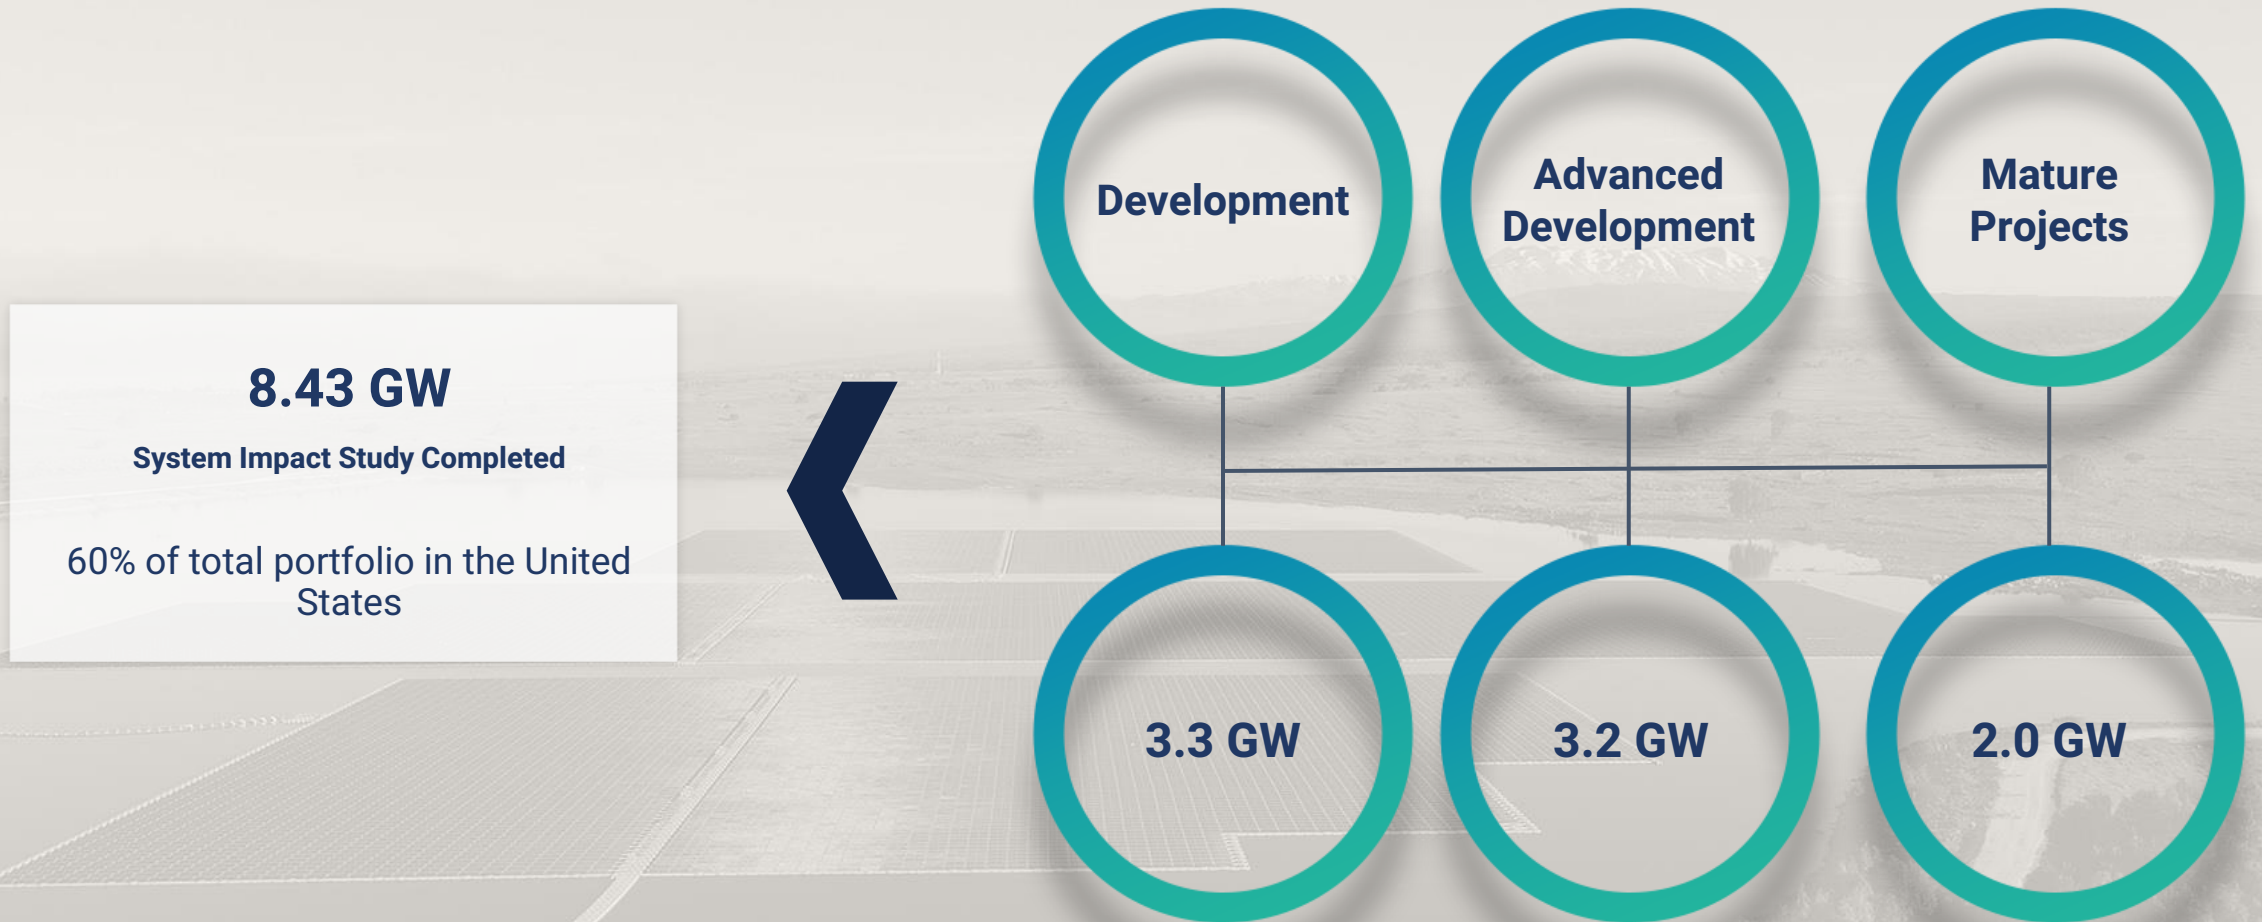 8.43 GW
System Impact Study Completed
60% of total portfolio in the United
States
Development
Advanced
Development
Mature
Projects
3.3 GW
3.2 GW
2.0 GW